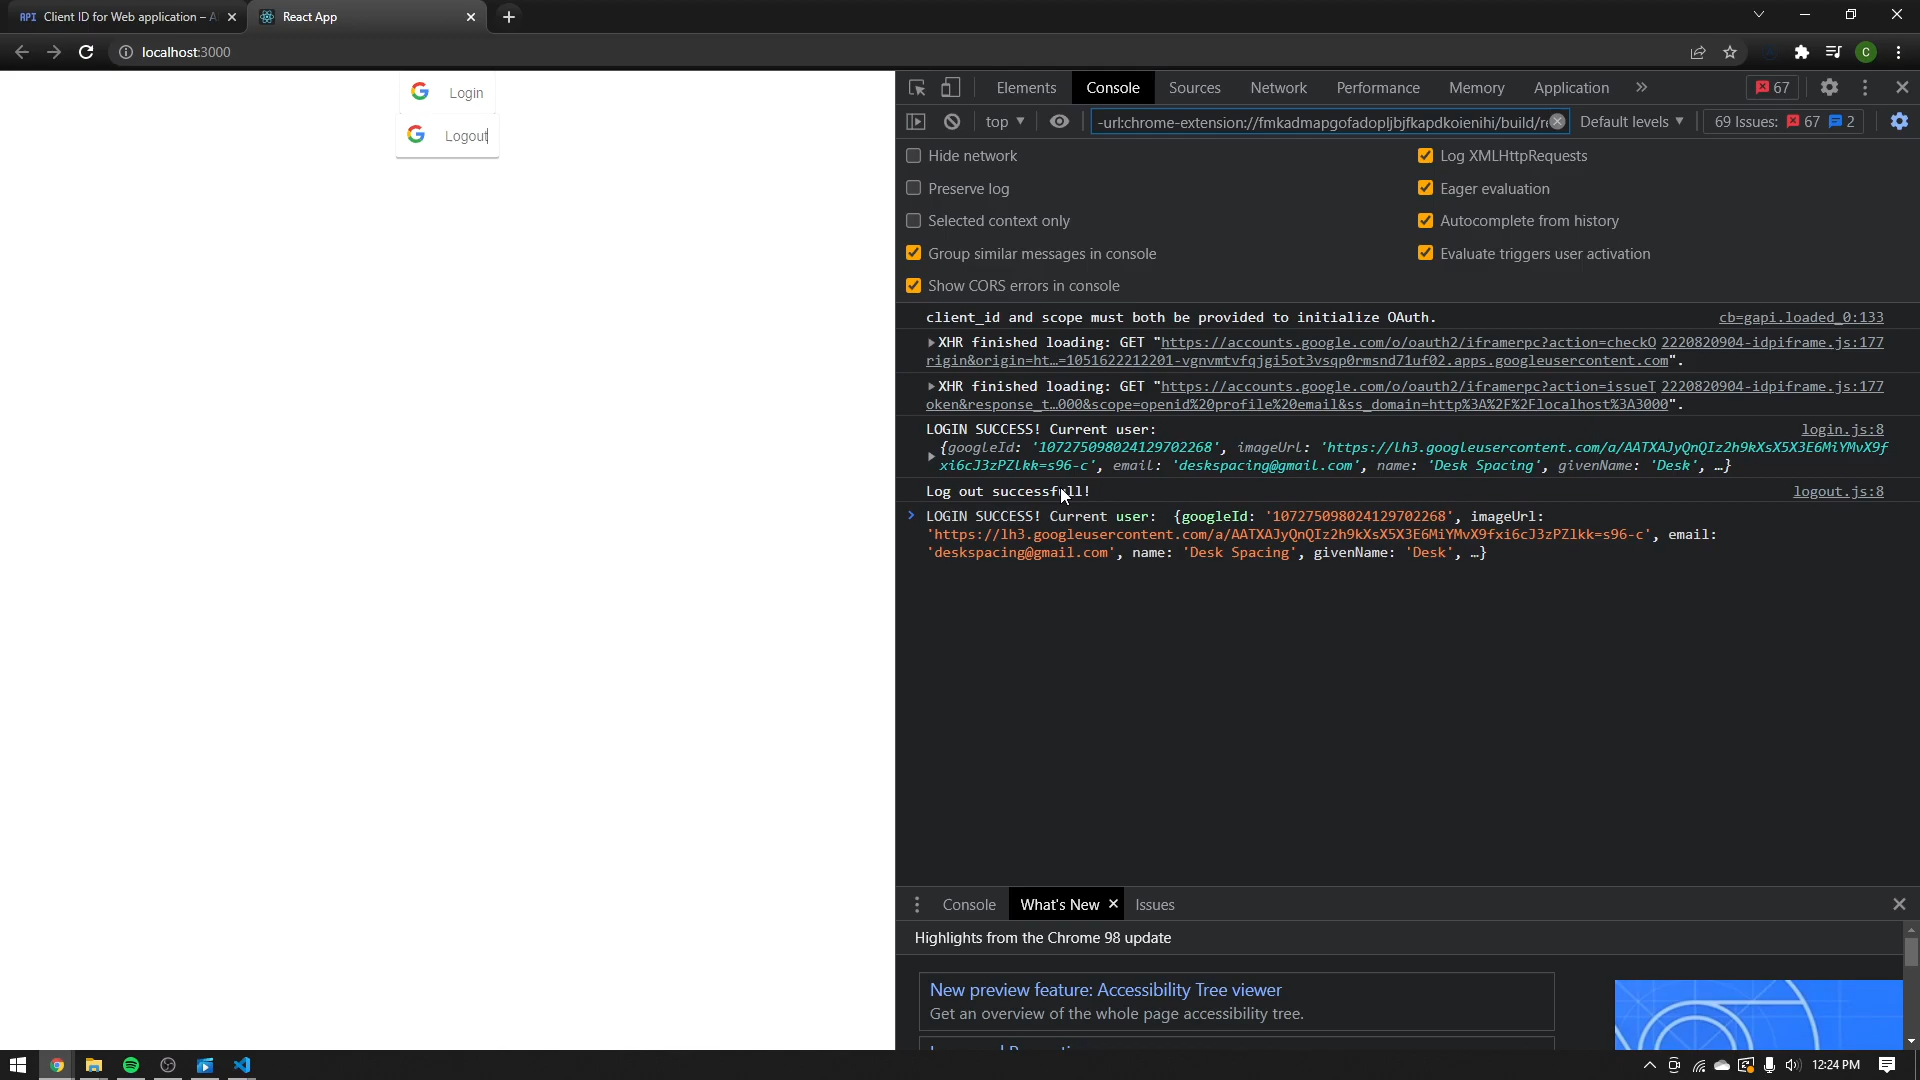 API Client ID for Web application – A
React App
localhost:3000
C
Login
Logout
Elements
Console
Sources
Network
Performance
Memory
Application
67
top
-url:chrome-extension://fmkadmapgofadopljbjfkapdkoienihi/build/re
Default levels
69 Issues: 67 2
Hide network
Log XMLHttpRequests
Preserve log
Eager evaluation
Selected context only
Autocomplete from history
Group similar messages in console
Evaluate triggers user activation
Show CORS errors in console
client_id and scope must both be provided to initialize OAuth.
cb=gapi.loaded_0:133
XHR finished loading: GET "https://accounts.google.com/o/oauth2/iframerpc?action=checkO
2220820904-idpiframe.js:177
rigin&origin=ht…=1051622212201-vgnvmtvfqjgi5ot3vsqp0rmsnd71uf02.apps.googleusercontent.com".
XHR finished loading: GET "https://accounts.google.com/o/oauth2/iframerpc?action=issueT
2220820904-idpiframe.js:177
oken&response_t…000&scope=openid%20profile%20email&ss_domain=http%3A%2F%2Flocalhost%3A3000".
LOGIN SUCCESS! Current user:
login.js:8
{googleId: '107275098024129702268', imageUrl: 'https://lh3.googleusercontent.com/a/AATXAJyQnQIz2h9kXsX5X3E6MiYMvX9f
xi6cJ3zPZlkk=s96-c', email: 'deskspacing@gmail.com', name: 'Desk Spacing', givenName: 'Desk', …}
Log out successfull!
logout.js:8
LOGIN SUCCESS! Current user: {googleId: '107275098024129702268', imageUrl:
'https://lh3.googleusercontent.com/a/AATXAJyQnQIz2h9kXsX5X3E6MiYMvX9fxi6cJ3zPZlkk=s96-c', email:
'deskspacing@gmail.com', name: 'Desk Spacing', givenName: 'Desk', …}
Console
What's New
Issues
Highlights from the Chrome 98 update
New preview feature: Accessibility Tree viewer
Get an overview of the whole page accessibility tree.
12:24 PM